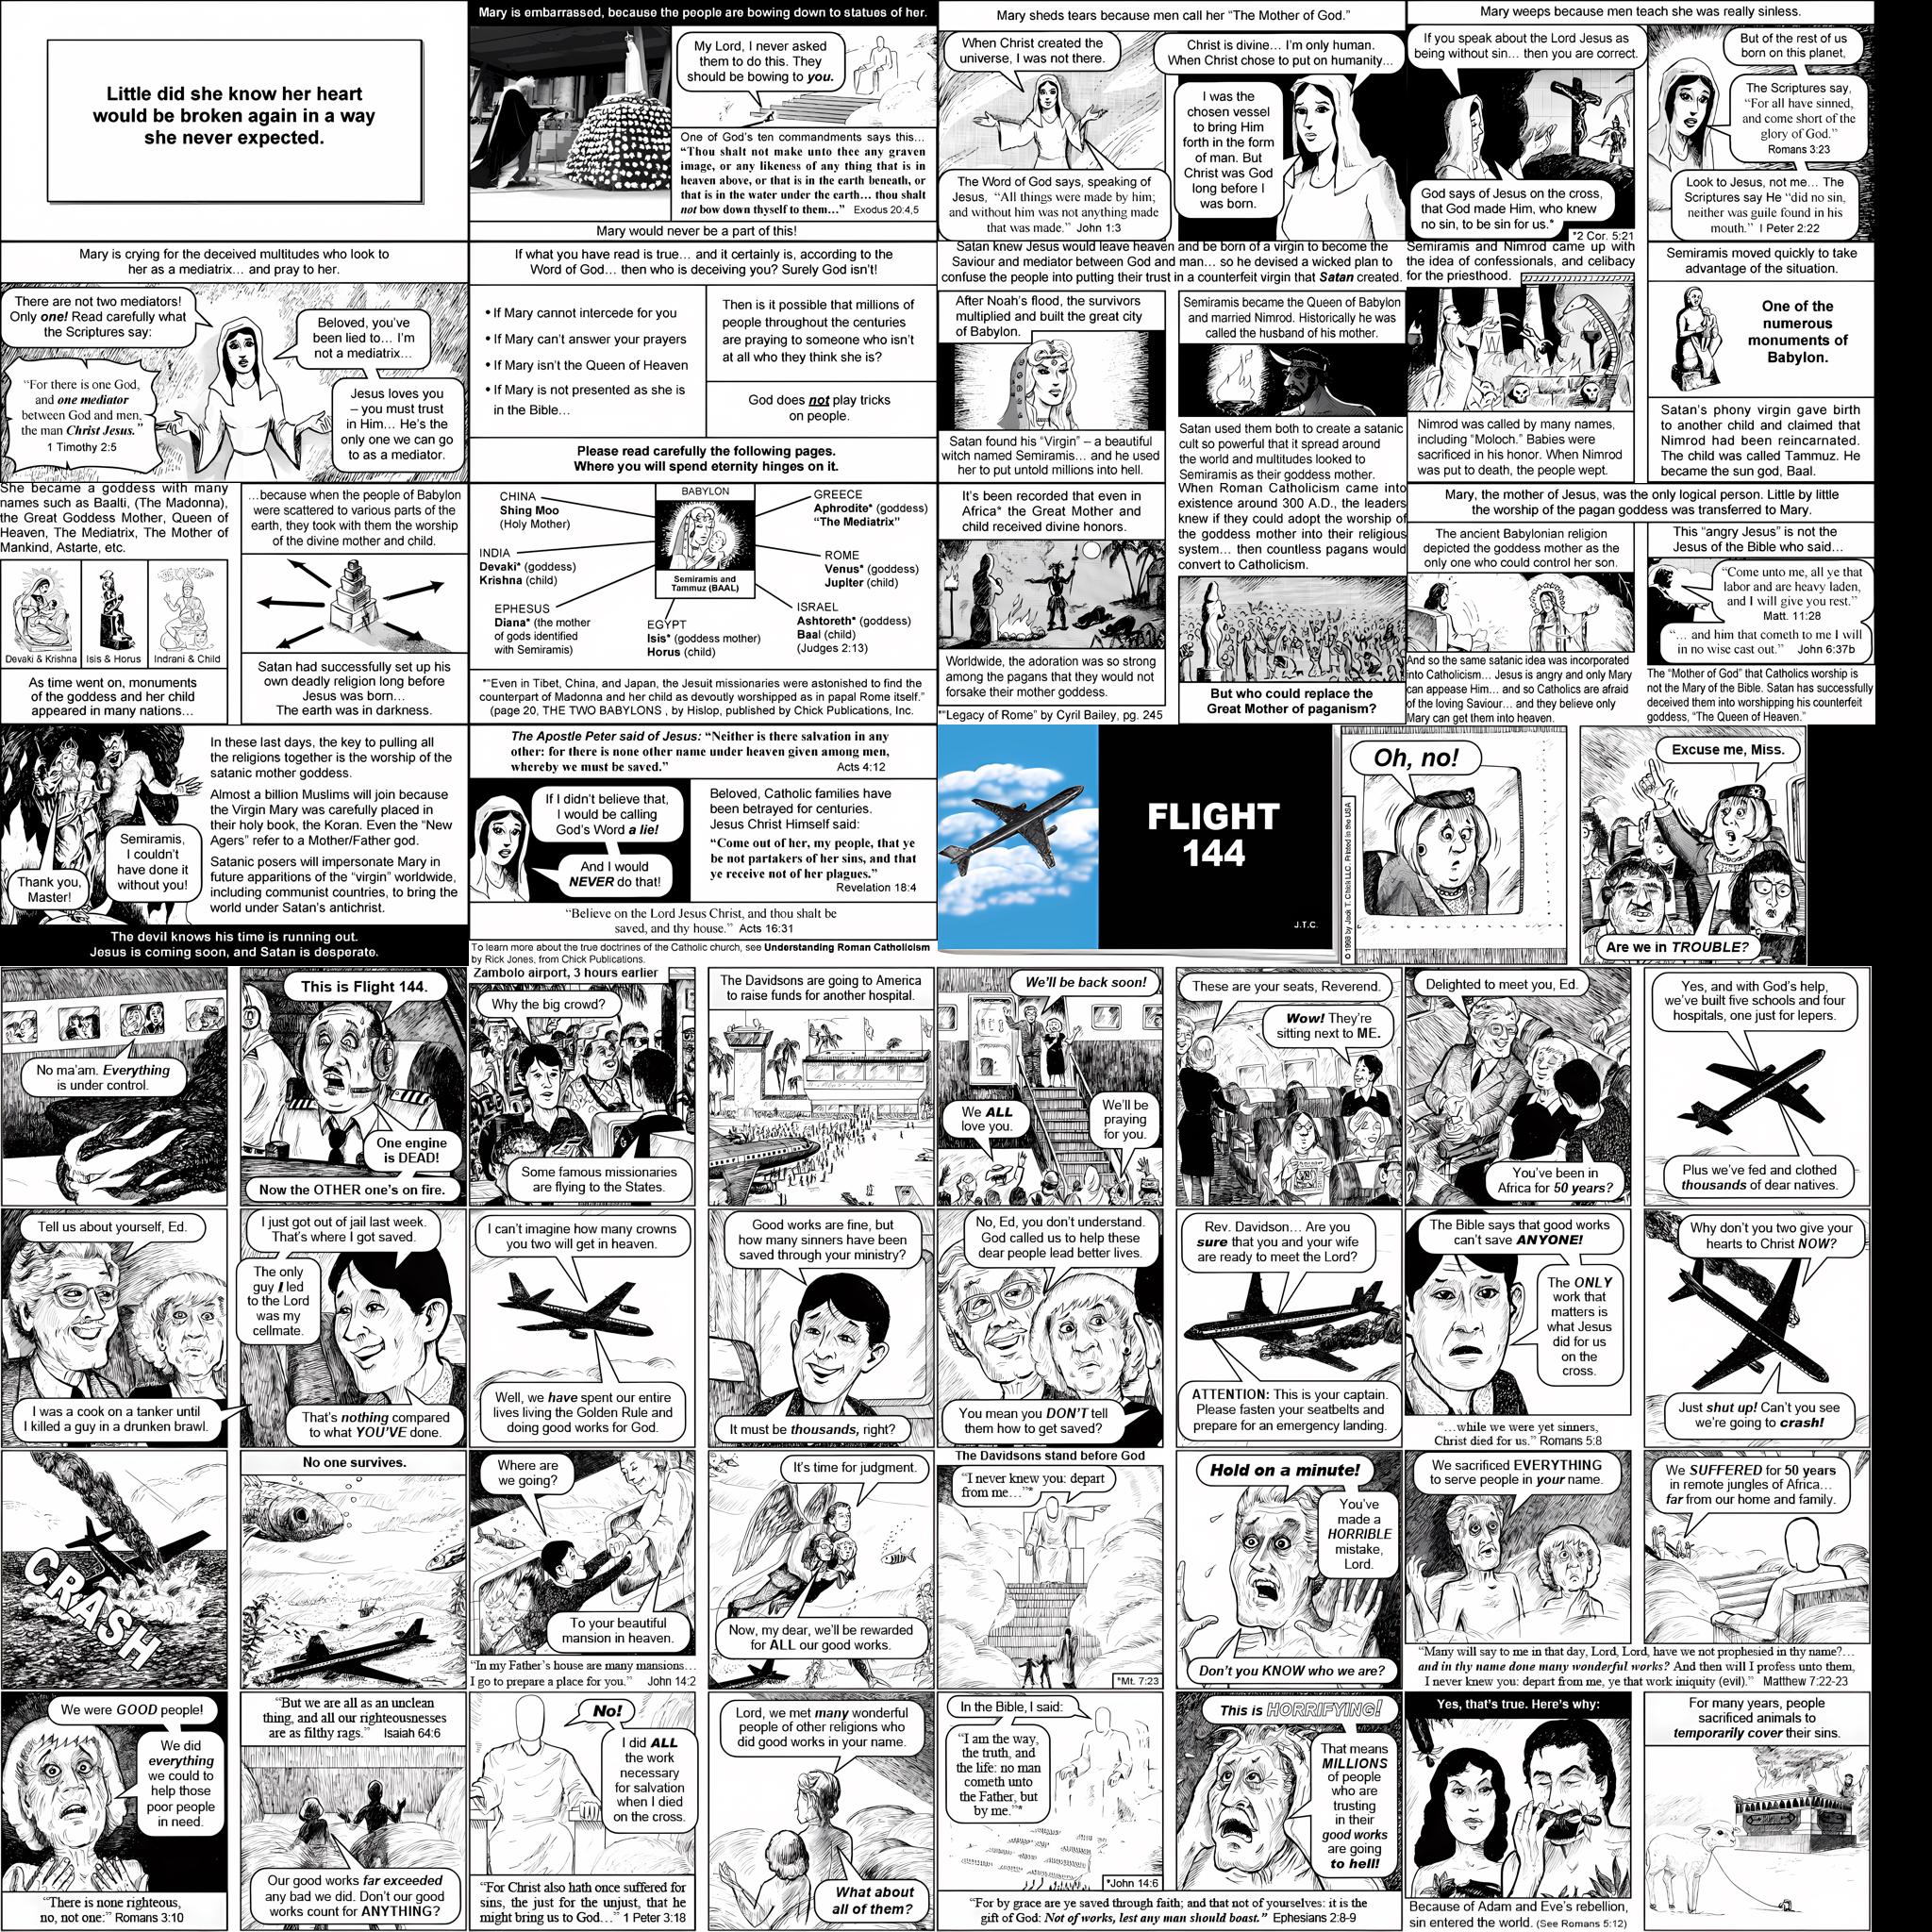 Little did she know her heart
would be broken again in a way
she never expected.
Mary is embarrassed, because the people are bowing down to statues of her.
My Lord, I never asked
them to do this. They
should be bowing to you.
One of God's ten commandments says this...
"Thou shalt not make unto thee any graven
image, or any likeness of any thing that is in
heaven above, or that is in the earth beneath, or
that is in the water under the earth... thou shalt
not bow down thyself to them..." Exodus 20:4,5
Mary would never be a part of this!
Mary sheds tears because men call her "The Mother of God."
When Christ created the
universe, I was not there.
The Word of God says, speaking of
Jesus, "All things were made by him;
and without him was not anything made
that was made." John 1:3
Christ is divine... I'm only human.
When Christ chose to put on humanity...
I was the
chosen vessel
to bring Him
forth in the form
of man. But
Christ was God
long before I
was born.
Mary weeps because men teach she was really sinless.
If you speak about the Lord Jesus as
being without sin... then you are correct.
God says of Jesus on the cross,
that God made Him, who knew
no sin, to be sin for us.*
*2 Cor. 5:21
But of the rest of us
born on this planet,
The Scriptures say,
"For all have sinned,
and come short of the
glory of God."
Romans 3:23
Look to Jesus, not me... The
Scriptures say He "did no sin,
neither was guile found in his
mouth." I Peter 2:22
Mary is crying for the deceived multitudes who look to
her as a mediatrix... and pray to her.
There are not two mediators!
Only one! Read carefully what
the Scriptures say:
"For there is one God,
and one mediator
between God and men,
the man Christ Jesus."
1 Timothy 2:5
Beloved, you've
been lied to... I'm
not a mediatrix...
Jesus loves you
– you must trust
in Him... He's the
only one we can go
to as a mediator.
If what you have read is true... and it certainly is, according to the
Word of God... then who is deceiving you? Surely God isn't!
• If Mary cannot intercede for you
• If Mary can't answer your prayers
• If Mary isn't the Queen of Heaven
• If Mary is not presented as she is
in the Bible...
Then is it possible that millions of
people throughout the centuries
are praying to someone who isn't
at all who they think she is?
God does not play tricks
on people.
Please read carefully the following pages.
Where you will spend eternity hinges on it.
Satan knew Jesus would leave heaven and be born of a virgin to become the
Saviour and mediator between God and man... so he devised a wicked plan to
confuse the people into putting their trust in a counterfeit virgin that Satan created.
After Noah's flood, the survivors
multiplied and built the great city
of Babylon.
Satan found his "Virgin" – a beautiful
witch named Semiramis... and he used
her to put untold millions into hell.
Semiramis became the Queen of Babylon
and married Nimrod. Historically he was
called the husband of his mother.
Satan used them both to create a satanic
cult so powerful that it spread around
the world and multitudes looked to
Semiramis as their goddess mother.
Semiramis and Nimrod came up with
the idea of confessionals, and celibacy
for the priesthood.
Nimrod was called by many names,
including "Moloch." Babies were
sacrificed in his honor. When Nimrod
was put to death, the people wept.
Semiramis moved quickly to take
advantage of the situation.
One of the
numerous
monuments of
Babylon.
Satan's phony virgin gave birth
to another child and claimed that
Nimrod had been reincarnated.
The child was called Tammuz. He
became the sun god, Baal.
She became a goddess with many
names such as Baalti, (The Madonna),
the Great Goddess Mother, Queen of
Heaven, The Mediatrix, The Mother of
Mankind, Astarte, etc.
Devaki & Krishna
Isis & Horus
Indrani & Child
As time went on, monuments
of the goddess and her child
appeared in many nations...
...because when the people of Babylon
were scattered to various parts of the
earth, they took with them the worship
of the divine mother and child.
Satan had successfully set up his
own deadly religion long before
Jesus was born...
The earth was in darkness.
CHINA
Shing Moo
(Holy Mother)
INDIA
Devaki* (goddess)
Krishna (child)
EPHESUS
Diana* (the mother
of gods identified
with Semiramis)
BABYLON
Semiramis and
Tammuz (BAAL)
EGYPT
Isis* (goddess mother)
Horus (child)
GREECE
Aphrodite* (goddess)
"The Mediatrix"
ROME
Venus* (goddess)
Jupiter (child)
ISRAEL
Ashtoreth* (goddess)
Baal (child)
(Judges 2:13)
*"Even in Tibet, China, and Japan, the Jesuit missionaries were astonished to find the
counterpart of Madonna and her child as devoutly worshipped as in papal Rome itself."
(page 20, THE TWO BABYLONS , by Hislop, published by Chick Publications, Inc.
It's been recorded that even in
Africa* the Great Mother and
child received divine honors.
Worldwide, the adoration was so strong
among the pagans that they would not
forsake their mother goddess.
*"Legacy of Rome" by Cyril Bailey, pg. 245
When Roman Catholicism came into
existence around 300 A.D., the leaders
knew if they could adopt the worship of
the goddess mother into their religious
system... then countless pagans would
convert to Catholicism.
But who could replace the
Great Mother of paganism?
Mary, the mother of Jesus, was the only logical person. Little by little
the worship of the pagan goddess was transferred to Mary.
The ancient Babylonian religion
depicted the goddess mother as the
only one who could control her son.
And so the same satanic idea was incorporated
into Catholicism... Jesus is angry and only Mary
can appease Him... and so Catholics are afraid
of the loving Saviour... and they believe only
Mary can get them into heaven.
This "angry Jesus" is not the
Jesus of the Bible who said...
"Come unto me, all ye that
labor and are heavy laden,
and I will give you rest."
Matt. 11:28
"... and him that cometh to me I will
in no wise cast out." John 6:37b
The "Mother of God" that Catholics worship is
not the Mary of the Bible. Satan has successfully
deceived them into worshipping his counterfeit
goddess, "The Queen of Heaven."
Thank you,
Master!
Semiramis,
I couldn't
have done it
without you!
In these last days, the key to pulling all
the religions together is the worship of the
satanic mother goddess.
Almost a billion Muslims will join because
the Virgin Mary was carefully placed in
their holy book, the Koran. Even the "New
Agers" refer to a Mother/Father god.
Satanic posers will impersonate Mary in
future apparitions of the "virgin" worldwide,
including communist countries, to bring the
world under Satan's antichrist.
The devil knows his time is running out.
Jesus is coming soon, and Satan is desperate.
The Apostle Peter said of Jesus: "Neither is there salvation in any
other: for there is none other name under heaven given among men,
whereby we must be saved." Acts 4:12
If I didn't believe that,
I would be calling
God's Word a lie!
And I would
NEVER do that!
Beloved, Catholic families have
been betrayed for centuries.
Jesus Christ Himself said:
"Come out of her, my people, that ye
be not partakers of her sins, and that
ye receive not of her plagues."
Revelation 18:4
"Believe on the Lord Jesus Christ, and thou shalt be
saved, and thy house." Acts 16:31
To learn more about the true doctrines of the Catholic church, see Understanding Roman Catholicism
by Rick Jones, from Chick Publications.
FLIGHT
144
J.T.C.
©1998 by Jack T. Chick LLC. Printed in the USA
Oh, no!
Excuse me, Miss.
Are we in TROUBLE?
No ma'am. Everything
is under control.
This is Flight 144.
One engine
is DEAD!
Now the OTHER one's on fire.
Zambolo airport, 3 hours earlier
Why the big crowd?
Some famous missionaries
are flying to the States.
The Davidsons are going to America
to raise funds for another hospital.
We'll be back soon!
We ALL
love you.
We'll be
praying
for you.
These are your seats, Reverend.
Wow! They're
sitting next to ME.
Delighted to meet you, Ed.
You've been in
Africa for 50 years?
Yes, and with God's help,
we've built five schools and four
hospitals, one just for lepers.
Plus we've fed and clothed
thousands of dear natives.
Tell us about yourself, Ed.
I was a cook on a tanker until
I killed a guy in a drunken brawl.
I just got out of jail last week.
That's where I got saved.
The only
guy I led
to the Lord
was my
cellmate.
That's nothing compared
to what YOU'VE done.
I can't imagine how many crowns
you two will get in heaven.
Well, we have spent our entire
lives living the Golden Rule and
doing good works for God.
Good works are fine, but
how many sinners have been
saved through your ministry?
It must be thousands, right?
No, Ed, you don't understand.
God called us to help these
dear people lead better lives.
You mean you DON'T tell
them how to get saved?
Rev. Davidson... Are you
sure that you and your wife
are ready to meet the Lord?
ATTENTION: This is your captain.
Please fasten your seatbelts and
prepare for an emergency landing.
The Bible says that good works
can't save ANYONE!
The ONLY
work that
matters is
what Jesus
did for us
on the
cross.
"...while we were yet sinners,
Christ died for us." Romans 5:8
Why don't you two give your
hearts to Christ NOW?
Just shut up! Can't you see
we're going to crash!
CRASH
No one survives.
Where are
we going?
To your beautiful
mansion in heaven.
"In my Father's house are many mansions...
I go to prepare a place for you." John 14:2
It's time for judgment.
Now, my dear, we'll be rewarded
for ALL our good works.
The Davidsons stand before God
"I never knew you: depart
from me..."*
*Mt. 7:23
Hold on a minute!
You've
made a
HORRIBLE
mistake,
Lord.
Don't you KNOW who we are?
We sacrificed EVERYTHING
to serve people in your name.
We SUFFERED for 50 years
in remote jungles of Africa...
far from our home and family.
"Many will say to me in that day, Lord, Lord, have we not prophesied in thy name?...
and in thy name done many wonderful works? And then will I profess unto them,
I never knew you: depart from me, ye that work iniquity (evil)." Matthew 7:22-23
We were GOOD people!
We did
everything
we could to
help those
poor people
in need.
"There is none righteous,
no, not one:" Romans 3:10
"But we are all as an unclean
thing, and all our righteousnesses
are as filthy rags." Isaiah 64:6
Our good works far exceeded
any bad we did. Don't our good
works count for ANYTHING?
No!
I did ALL
the work
necessary
for salvation
when I died
on the cross.
"For Christ also hath once suffered for
sins, the just for the unjust, that he
might bring us to God..." 1 Peter 3:18
Lord, we met many wonderful
people of other religions who
did good works in your name.
What about
all of them?
In the Bible, I said:
"I am the way,
the truth, and
the life: no man
cometh unto
the Father, but
by me."*
*John 14:6
This is HORRIFYING!
That means
MILLIONS
of people
who are
trusting
in their
good works
are going
to hell!
"For by grace are ye saved through faith; and that not of yourselves: it is the
gift of God: Not of works, lest any man should boast." Ephesians 2:8-9
Yes, that's true. Here's why:
Because of Adam and Eve's rebellion,
sin entered the world. (See Romans 5:12)
For many years, people
sacrificed animals to
temporarily cover their sins.